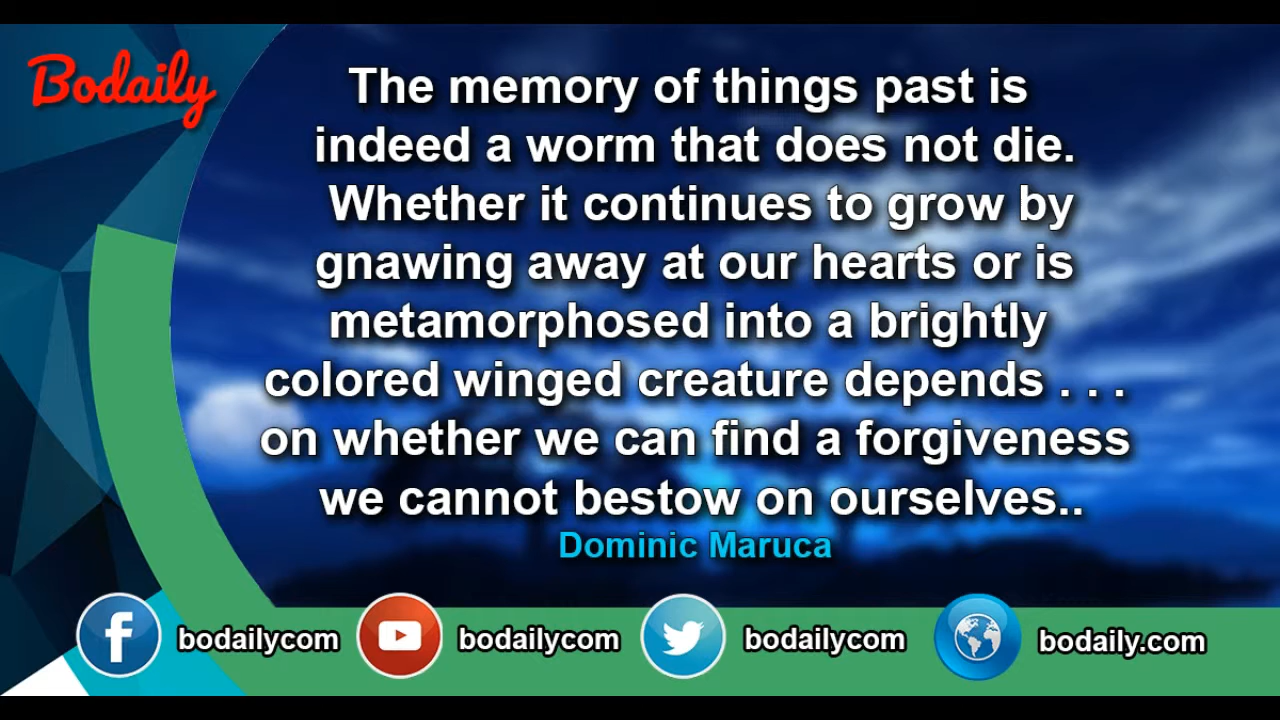 Bodaily
The memory of things past is
indeed a worm that does not die.
Whether it continues to grow by
gnawing away at our hearts or is
metamorphosed into a brightly
colored winged creature depends . . .
on whether we can find a forgiveness
we cannot bestow on ourselves..
Dominic Maruca
bodailycom bodailycom bodailycom bodaily.com